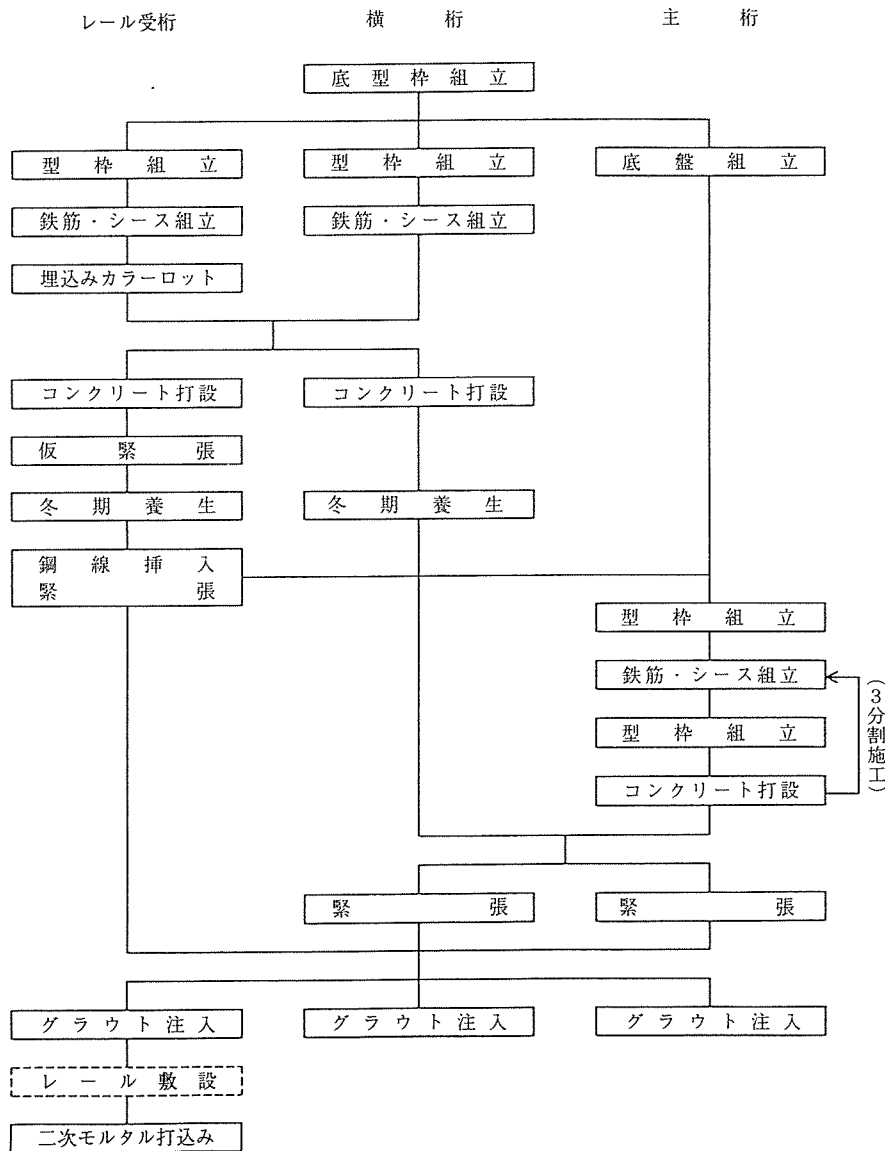 レール受桁 横桁 主桁
底型枠組立
型枠組立 型枠組立 底盤組立
鉄筋・シース組立 鉄筋・シース組立
埋込みカラーロット
コンクリート打設 コンクリート打設
仮緊張
冬期養生 冬期養生
鋼線挿入
緊張
型枠組立
鉄筋・シース組立
型枠組立
コンクリート打設
(3分割施工)
緊張 緊張
グラウト注入 グラウト注入 グラウト注入
レール敷設
二次モルタル打込み